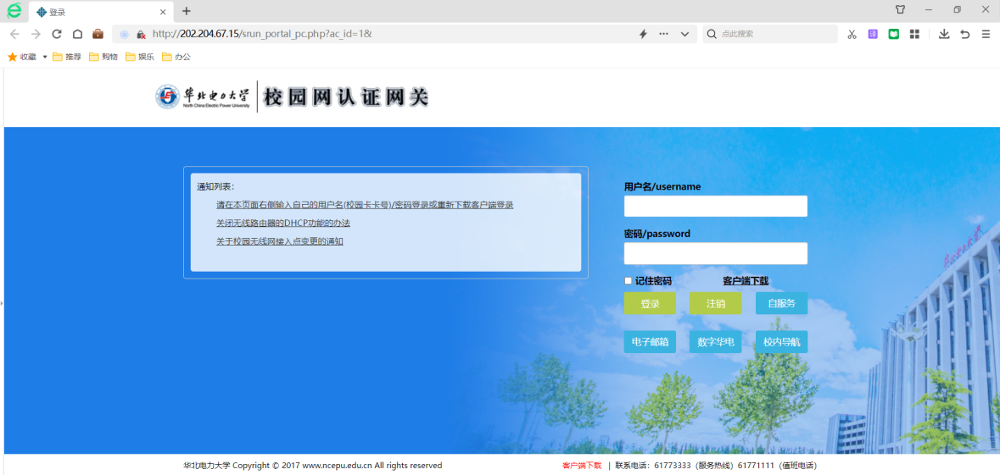 登录
http://202.204.67.15/srun_portal_pc.php?ac_id=1&
点此搜索
译
收藏 推荐 购物 娱乐 办公
华北电力大学
North China Electric Power University
校园网认证网关
通知列表:
请在本页面右侧输入自己的用户名(校园卡卡号)/密码登录或重新下载客户端登录
关闭无线路由器的DHCP功能的办法
关于校园无线网接入点变更的通知
用户名/username
密码/password
记住密码 客户端下载
登录 注销 自服务
电子邮箱 数字华电 校内导航
华北电力大学 Copyright © 2017 www.ncepu.edu.cn All rights reserved
客户端下载 | 联系电话：61773333（服务热线）61771111（值班电话）